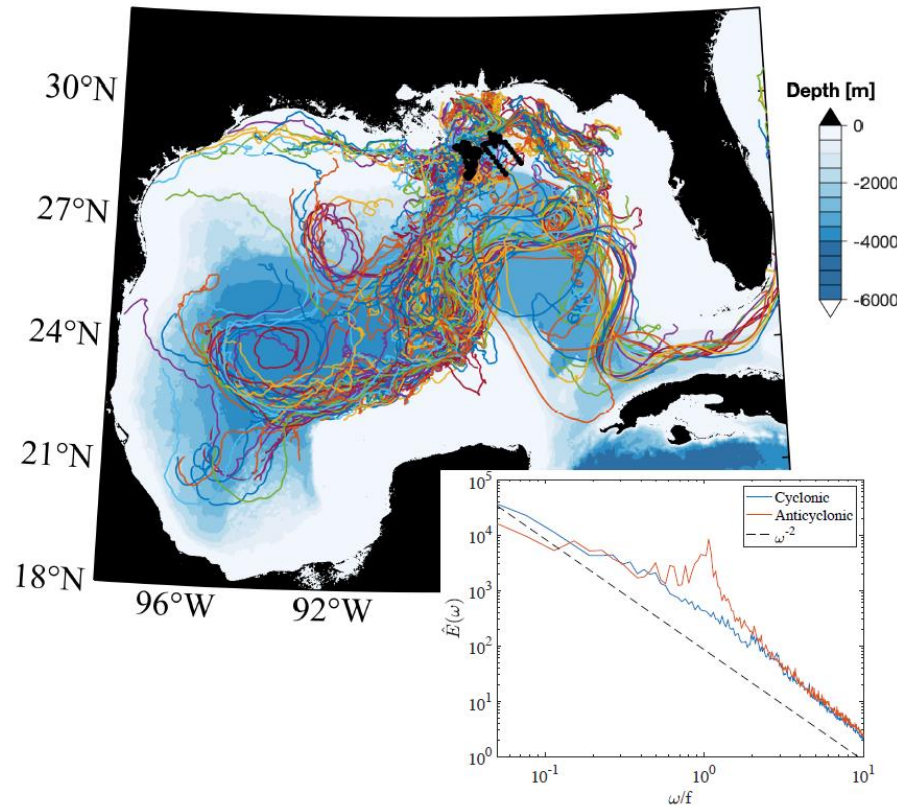 30°N
27°N
24°N
21°N
18°N
96°W
92°W
Depth [m]
0
-2000
-4000
-6000
10^5
10^4
10^3
10^2
10^1
10^0
Ê(ω)
Cyclonic
Anticyclonic
ω^-2
10^-1
10^0
10^1
ω/f